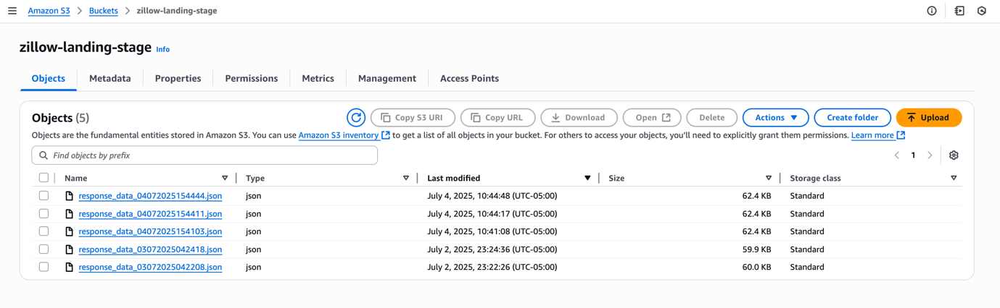 Amazon S3 > Buckets > zillow-landing-stage
zillow-landing-stage Info
Objects Metadata Properties Permissions Metrics Management Access Points
Objects (5) Copy S3 URI Copy URL Download Open Delete Actions Create folder Upload
Objects are the fundamental entities stored in Amazon S3. You can use Amazon S3 inventory to get a list of all objects in your bucket. For others to access your objects, you’ll need to explicitly grant them permissions. Learn more
Find objects by prefix 1
Name Type Last modified Size Storage class
response_data_04072025154444.json json July 4, 2025, 10:44:48 (UTC-05:00) 62.4 KB Standard
response_data_04072025154411.json json July 4, 2025, 10:44:17 (UTC-05:00) 62.4 KB Standard
response_data_04072025154103.json json July 4, 2025, 10:41:08 (UTC-05:00) 62.4 KB Standard
response_data_03072025042418.json json July 2, 2025, 23:24:36 (UTC-05:00) 59.9 KB Standard
response_data_03072025042208.json json July 2, 2025, 23:22:26 (UTC-05:00) 60.0 KB Standard